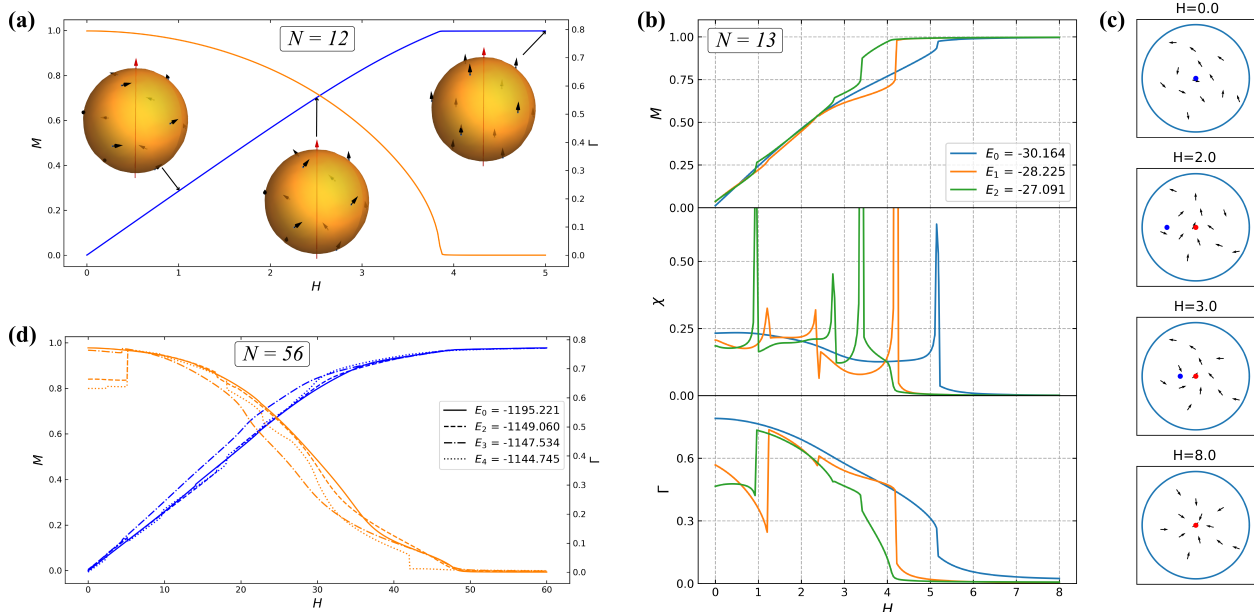 (a)
N = 12
1.0
0.8
0.6
0.4
0.2
0.0
M
0.8
0.7
0.6
0.5
0.4
0.3
0.2
0.1
0.0
Γ
0 1 2 3 4 5
H
(b)
N = 13
1.00
0.75
0.50
0.25
0.00
M
E0 = -30.164
E1 = -28.225
E2 = -27.091
0.50
0.25
0.00
χ
0.6
0.3
0.0
Γ
0 1 2 3 4 5 6 7 8
H
(c)
H=0.0
H=2.0
H=3.0
H=8.0
(d)
N = 56
1.0
0.8
0.6
0.4
0.2
0.0
M
0.8
0.7
0.6
0.5
0.4
0.3
0.2
0.1
0.0
Γ
E0 = -1195.221
E2 = -1149.060
E3 = -1147.534
E4 = -1144.745
0 10 20 30 40 50 60
H